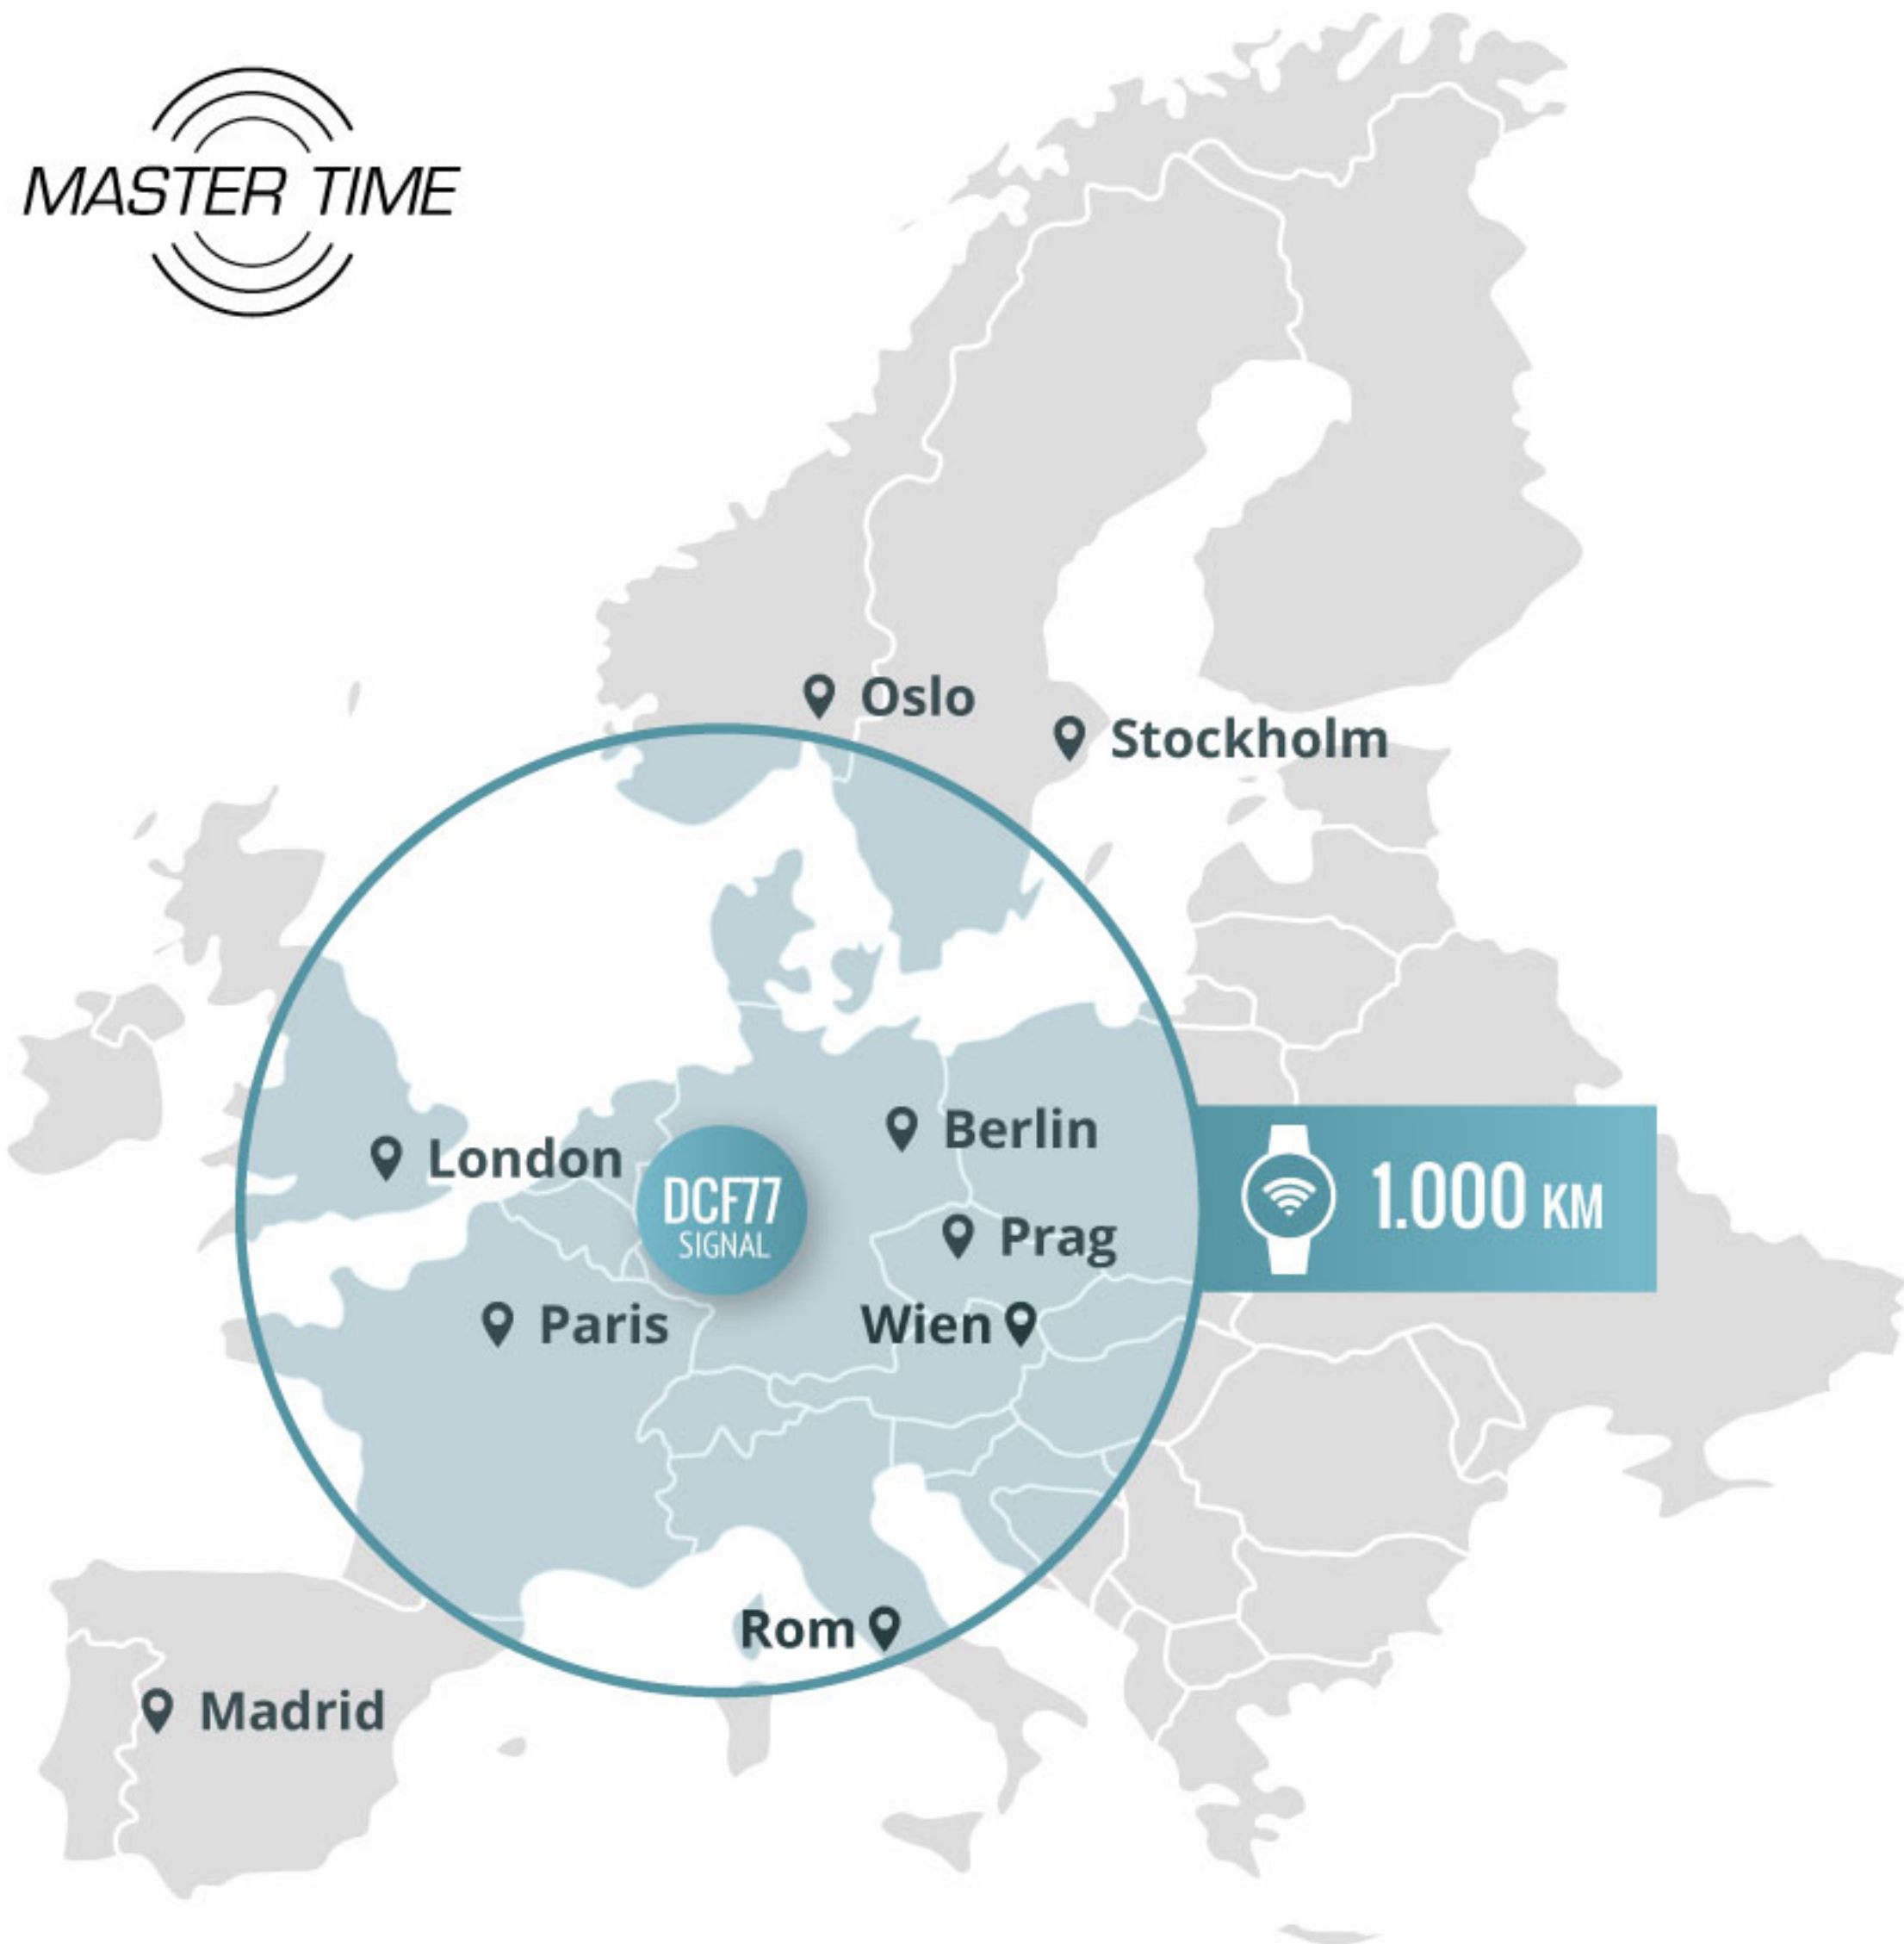 MASTER TIME
Oslo
Stockholm
Berlin
London
DCF77
SIGNAL
1.000 KM
Prag
Paris
Wien
Rom
Madrid